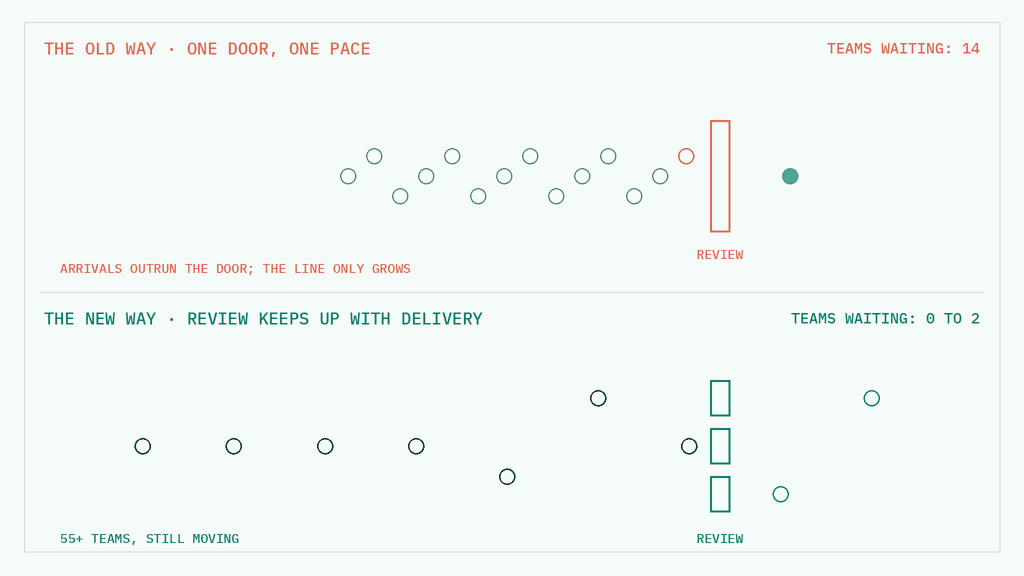 THE OLD WAY · ONE DOOR, ONE PACE
TEAMS WAITING: 14
REVIEW
ARRIVALS OUTRUN THE DOOR; THE LINE ONLY GROWS
THE NEW WAY · REVIEW KEEPS UP WITH DELIVERY
TEAMS WAITING: 0 TO 2
55+ TEAMS, STILL MOVING
REVIEW